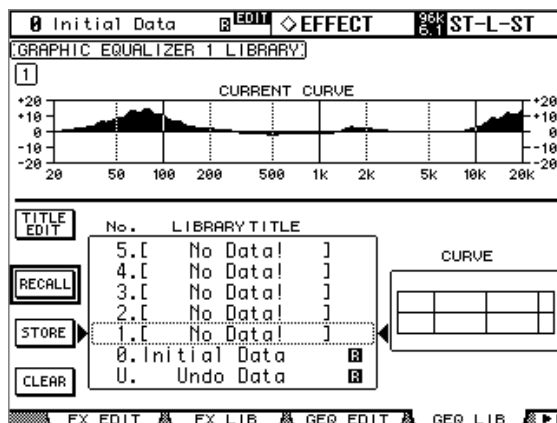 0 Initial Data R EDIT ◇EFFECT 96k 6.1 ST-L-ST
GRAPHIC EQUALIZER 1 LIBRARY
1
CURRENT CURVE
+20 +20
+10 +10
0 0
-10 -10
-20 -20
20 50 100 200 500 1k 2k 5k 10k 20k
TITLE EDIT
No. LIBRARY TITLE
5.[ No Data! ]
CURVE
4.[ No Data! ]
RECALL
3.[ No Data! ]
2.[ No Data! ]
STORE
1.[ No Data! ]
0.Initial Data R
U. Undo Data R
CLEAR
FX EDIT FX LIB GEQ EDIT GEQ LIB